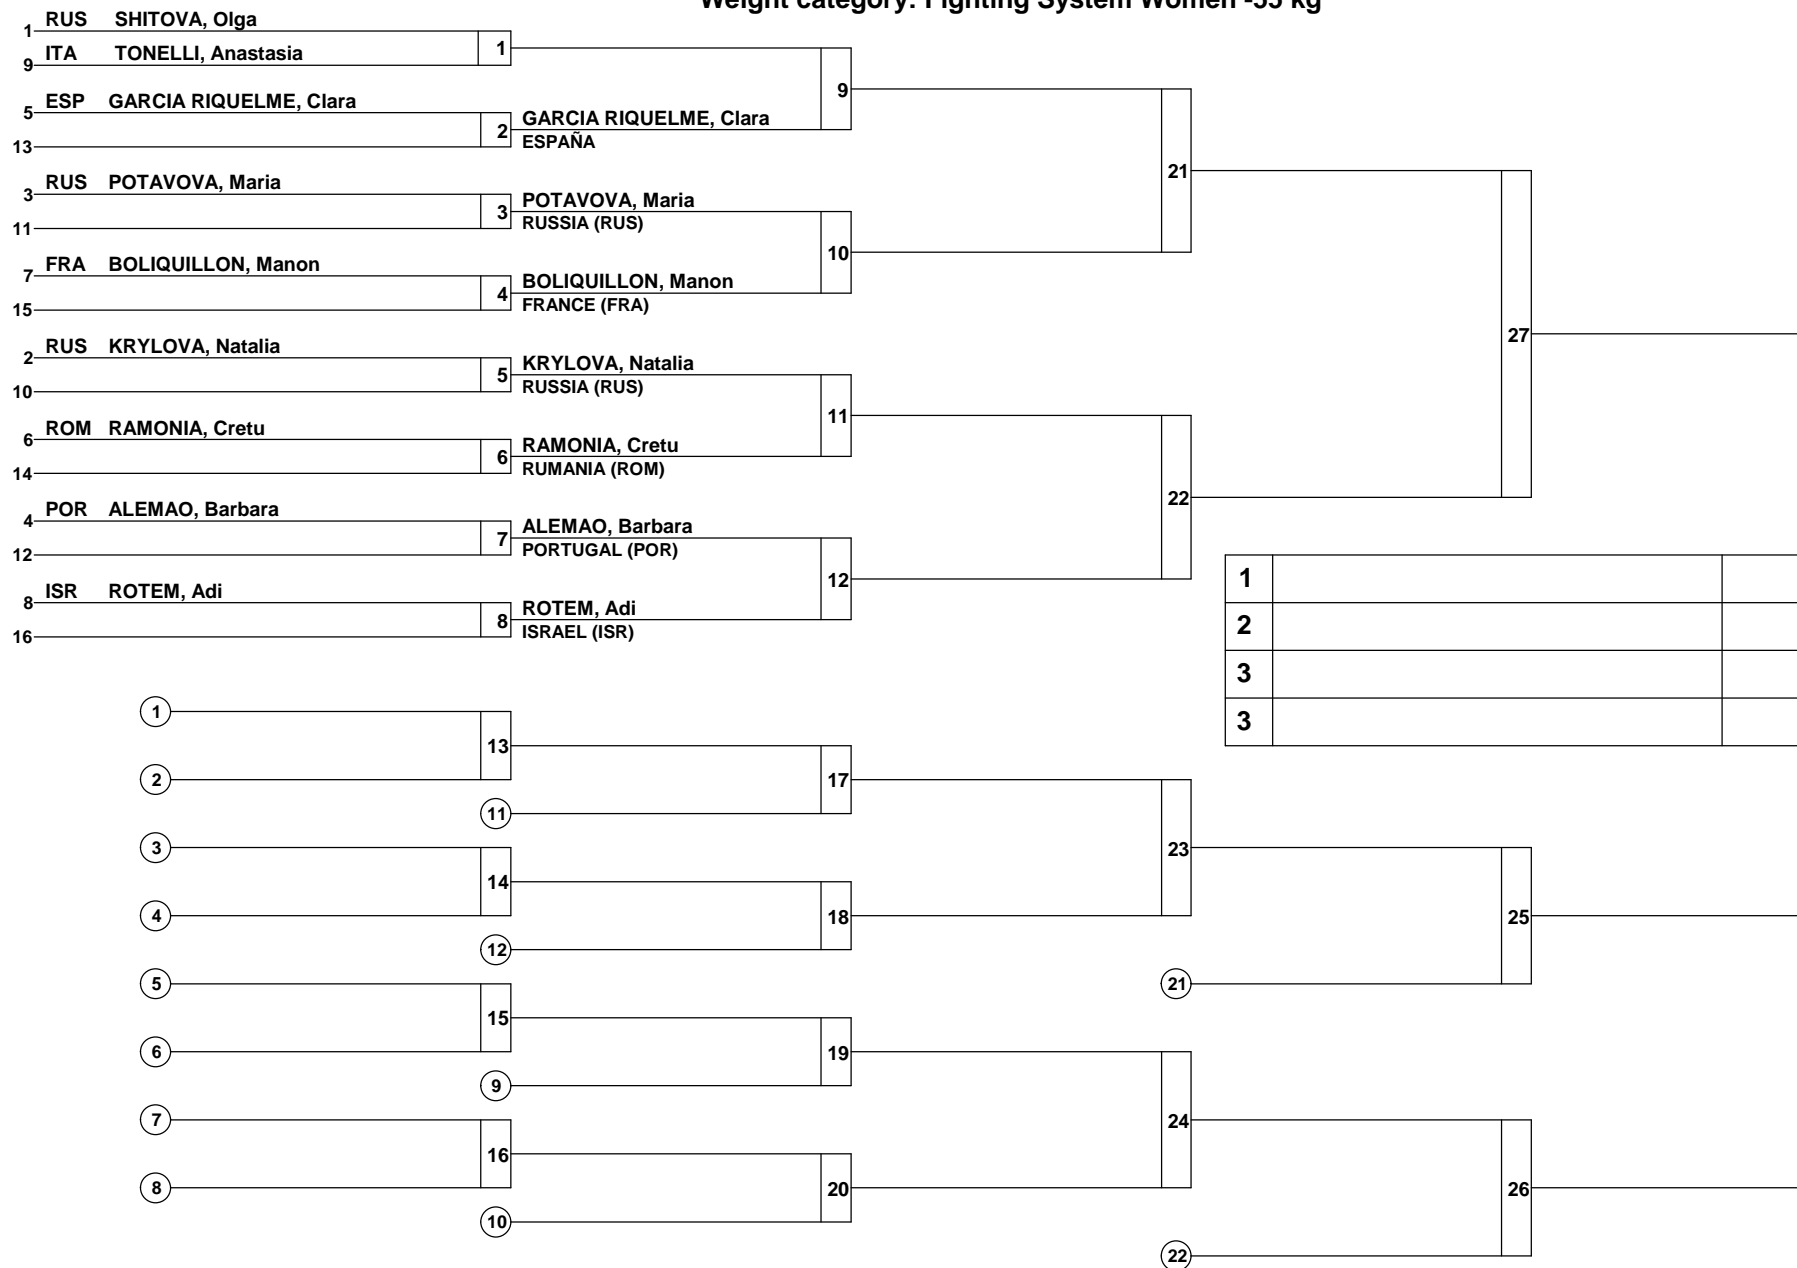 Weight category: Fighting System Women -55 kg
1 RUS SHITOVA, Olga
9 ITA TONELLI, Anastasia
1
5 ESP GARCIA RIQUELME, Clara
13
2
GARCIA RIQUELME, Clara
ESPAÑA
9
3 RUS POTAVOVA, Maria
11
3
POTAVOVA, Maria
RUSSIA (RUS)
21
7 FRA BOLIQUILLON, Manon
15
4
BOLIQUILLON, Manon
FRANCE (FRA)
10
2 RUS KRYLOVA, Natalia
10
5
KRYLOVA, Natalia
RUSSIA (RUS)
27
6 ROM RAMONIA, Cretu
14
6
RAMONIA, Cretu
RUMANIA (ROM)
11
4 POR ALEMAO, Barbara
12
7
ALEMAO, Barbara
PORTUGAL (POR)
22
8 ISR ROTEM, Adi
16
8
ROTEM, Adi
ISRAEL (ISR)
12
1
2
3
3
1
13
2
17
11
3
23
14
4
18
25
12
5
21
15
6
19
9
7
24
16
8
20
26
10
22